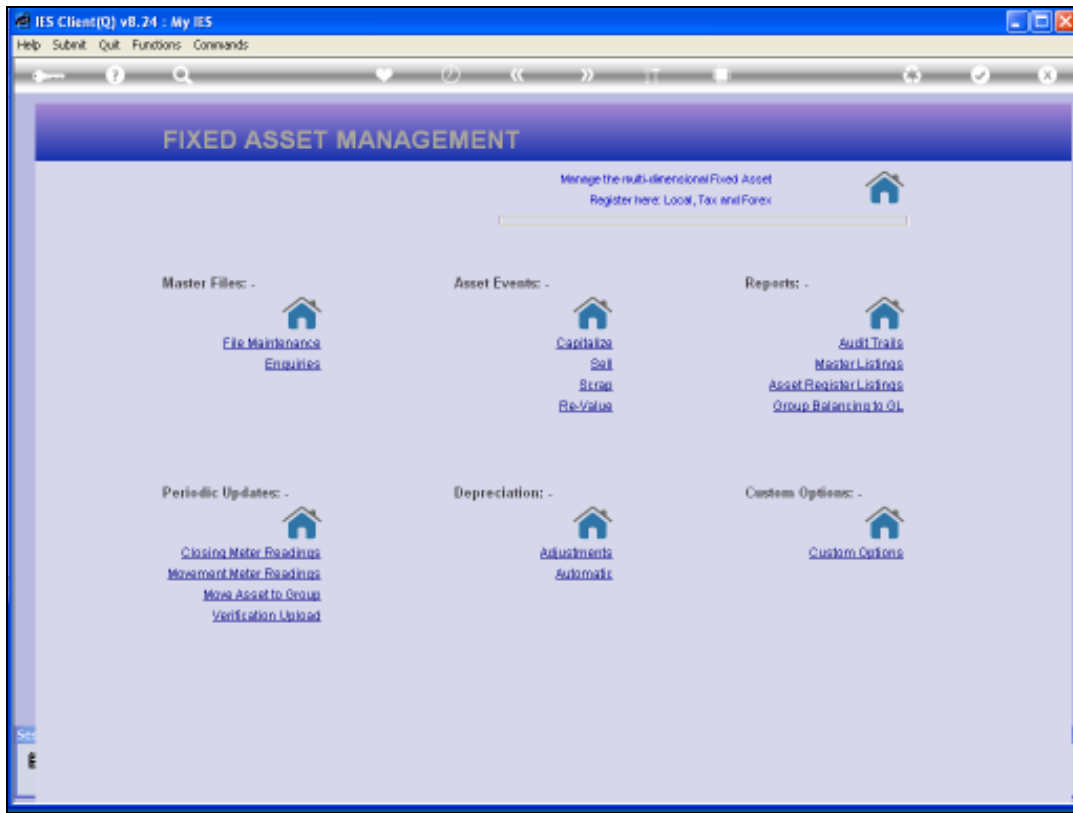 IES Client(Q) v8.24 : My IES
Help Submit Quit Functions Commands
FIXED ASSET MANAGEMENT
Manage the multi-dimensional Fixed Asset
Register here: Local, Tax and Forex
Master Files: -
File Maintenance
Enquiries
Asset Events: -
Capitalize
Sell
Scrap
Re-Value
Reports: -
Audit Trails
Master Listings
Asset Register Listings
Group Balancing to GL
Periodic Updates: -
Closing Meter Readings
Movement Meter Readings
Move Asset to Group
Verification Upload
Depreciation: -
Adjustments
Automatic
Custom Options: -
Custom Options